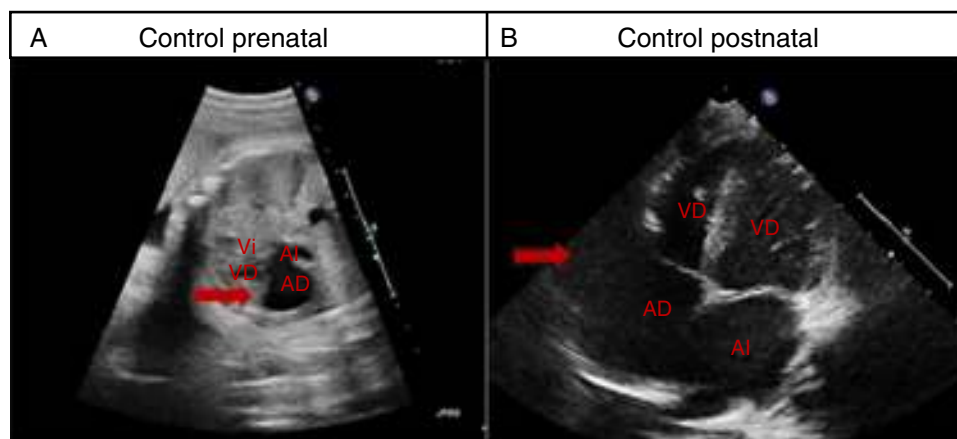 A Control prenatal
B Control postnatal
Vi AI
VD AD
VD VD
AD
AI